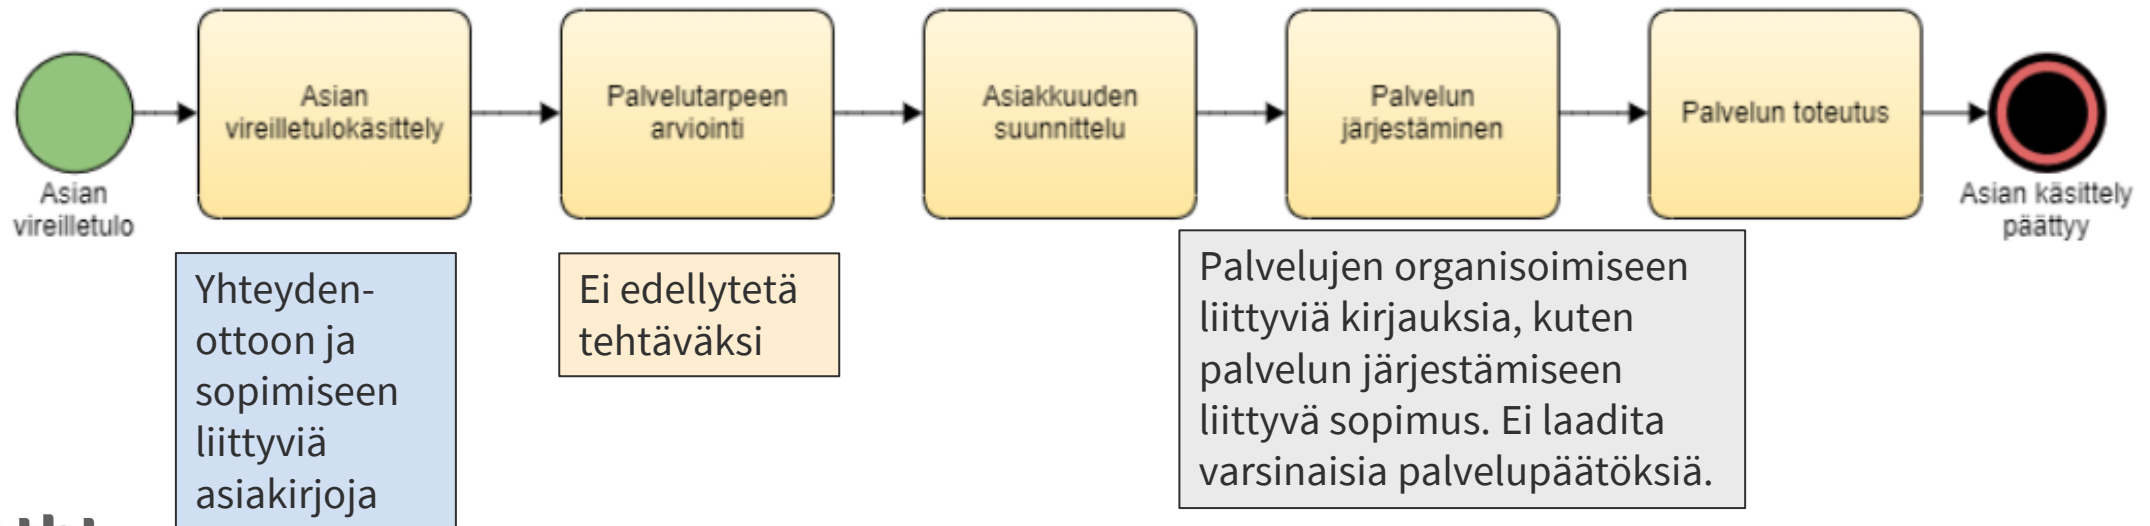 Asian
vireilletulo
Asian
vireilletulokäsittely
Palvelutarpeen
arviointi
Asiakkuuden
suunnittelu
Palvelun
järjestäminen
Palvelun toteutus
Asian käsittely
päättyy
Yhteyden-
ottoon ja
sopimiseen
liittyviä
asiakirjoja
Ei edellytetä
tehtäväksi
Palvelujen organisoimiseen
liittyviä kirjauksia, kuten
palvelun järjestämiseen
liittyvä sopimus. Ei laadita
varsinaisia palvelupäätöksiä.